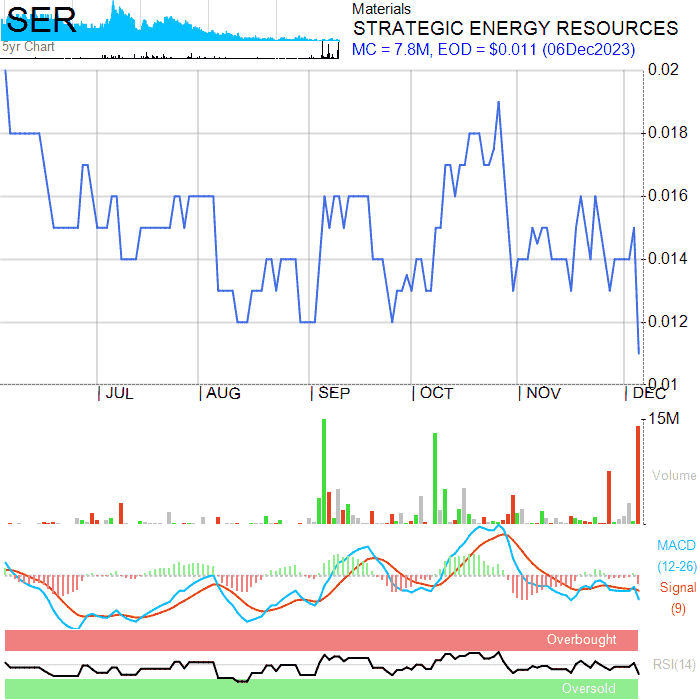 SER
5yr Chart
Materials
STRATEGIC ENERGY RESOURCES
MC = 7.8M, EOD = $0.011 (06Dec2023)
0.02
0.018
0.016
0.014
0.012
0.01
| JUL | AUG | SEP | OCT | NOV | DEC
15M
Volume
MACD
(12-26)
Signal
(9)
Overbought
RSI(14)
Oversold